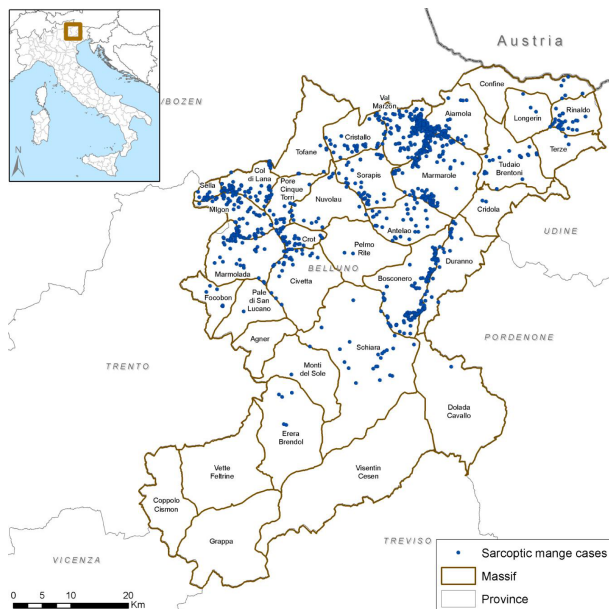 Austria
/BOZEN
Confine
Val
Marzon
Aiarnola
Longerin
Rinaldo
Cristallo
Terze
Tofane
Col
di Lana
Pore
Cinque
Torri
Sorapis
Marmarole
Tudaio
Brentoni
Sella
Nuvolau
Migon
Cridola
Antelao
UDINE
Crot
Pelmo
Rite
Duranno
BELLUNO
Marmolada
Civetta
Bosconero
Focobon
Pale
di San
Lucano
Agner
Schiara
PORDENONE
TRENTO
Monti
del Sole
Dolada
Cavallo
Erera
Brendol
Vette
Feltrine
Visentin
Cesen
Coppolo
Cismon
Grappa
VICENZA
TREVISO
N
Sarcoptic mange cases
Massif
Province
0 10 20
Km